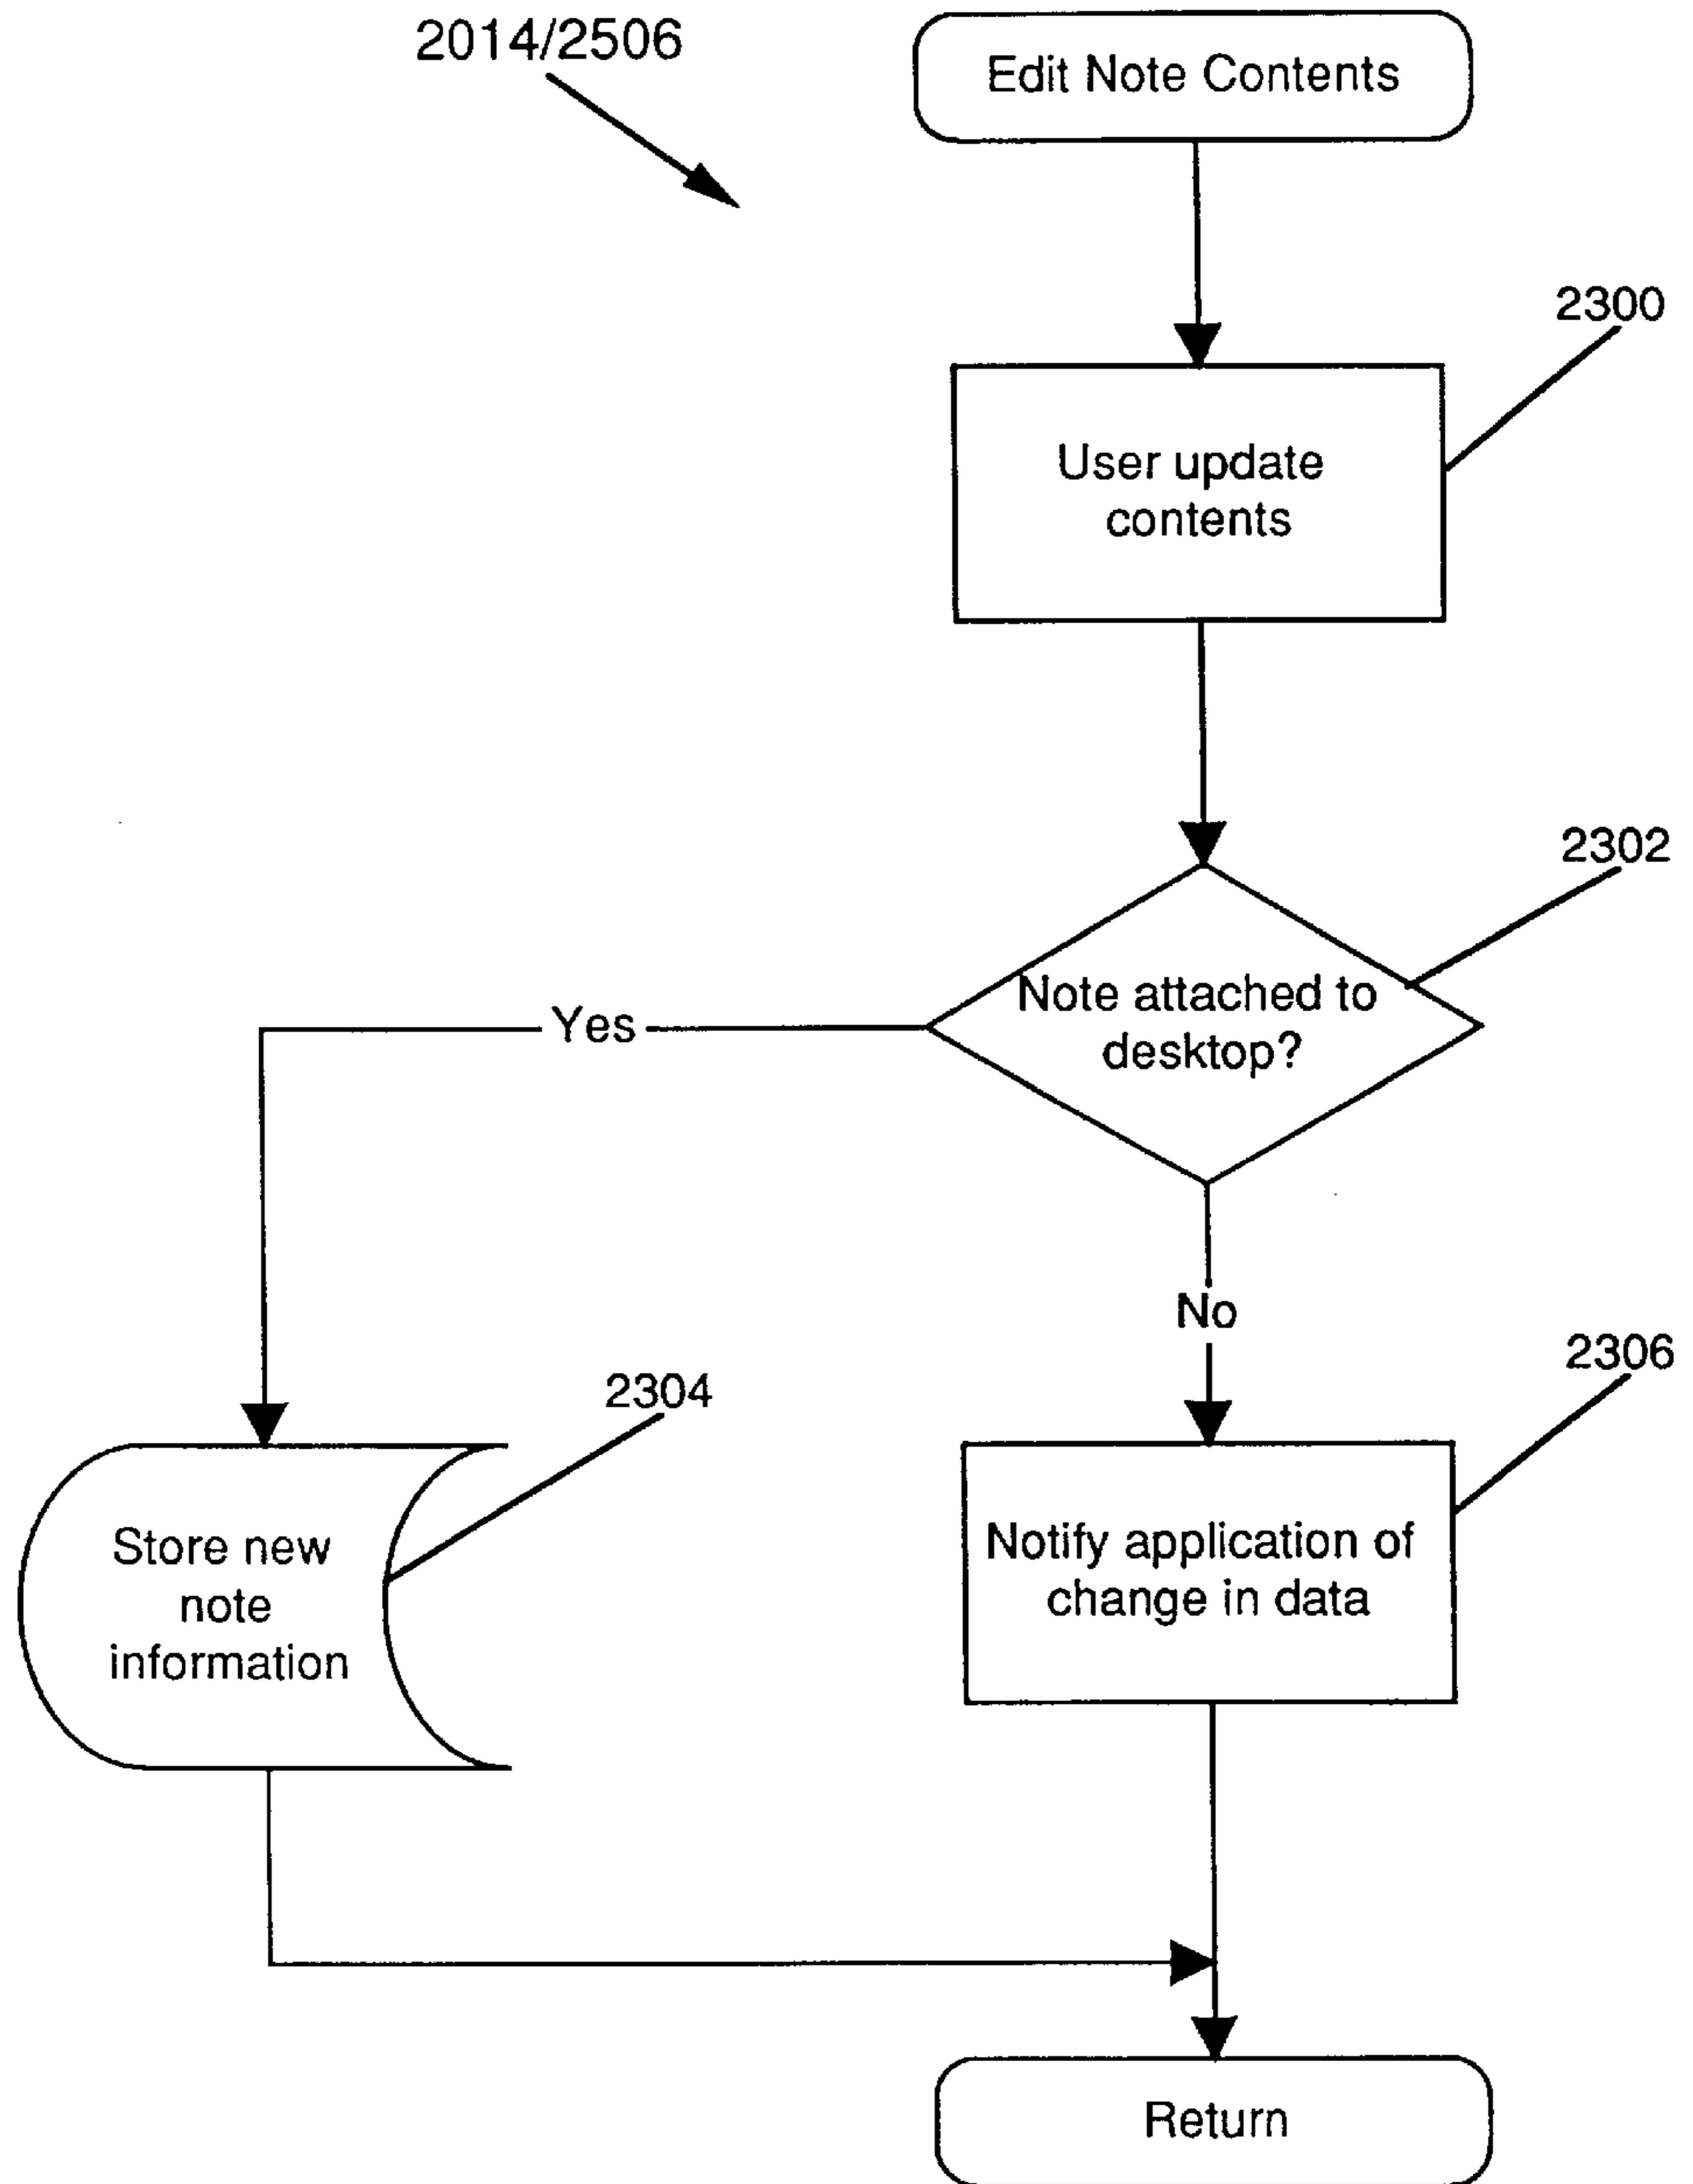 2014/2506
Edit Note Contents
2300
User update
contents
2302
Note attached to
desktop?
Yes
No
2306
2304
Notify application of
change in data
Store new
note
information
Return